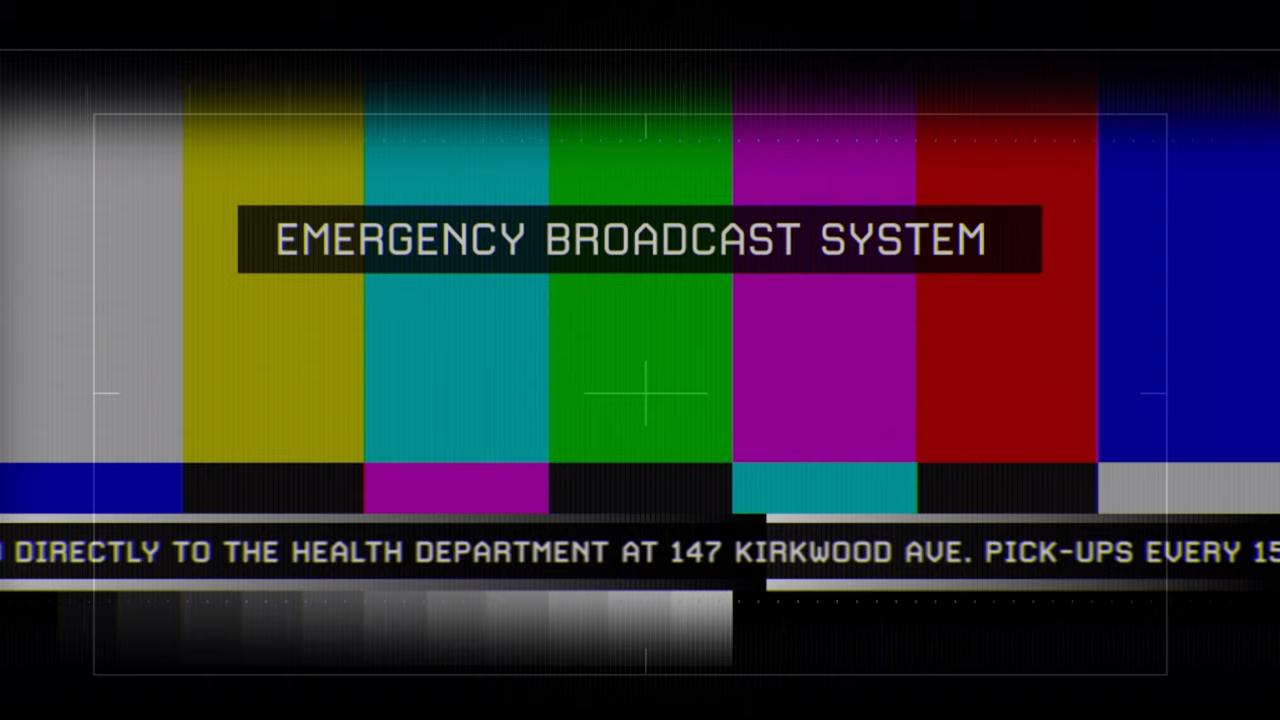 EMERGENCY BROADCAST SYSTEM
DIRECTLY TO THE HEALTH DEPARTMENT AT 147 KIRKWOOD AVE. PICK-UPS EVERY 15